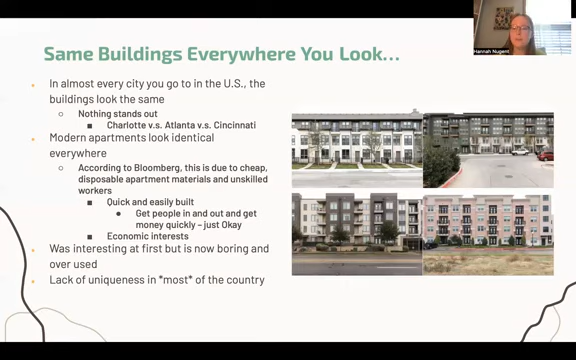 Same Buildings Everywhere You Look...
Hannah Nugent
In almost every city you go to in the U.S., the
buildings look the same
Nothing stands out
Charlotte v.s. Atlanta v.s. Cincinnati
Modern apartments look identical
everywhere
According to Bloomberg, this is due to cheap,
disposable apartment materials and unskilled
workers
Quick and easily built
Get people in and out and get
money quickly – just Okay
Economic interests
Was interesting at first but is now boring and
over used
Lack of uniqueness in *most* of the country